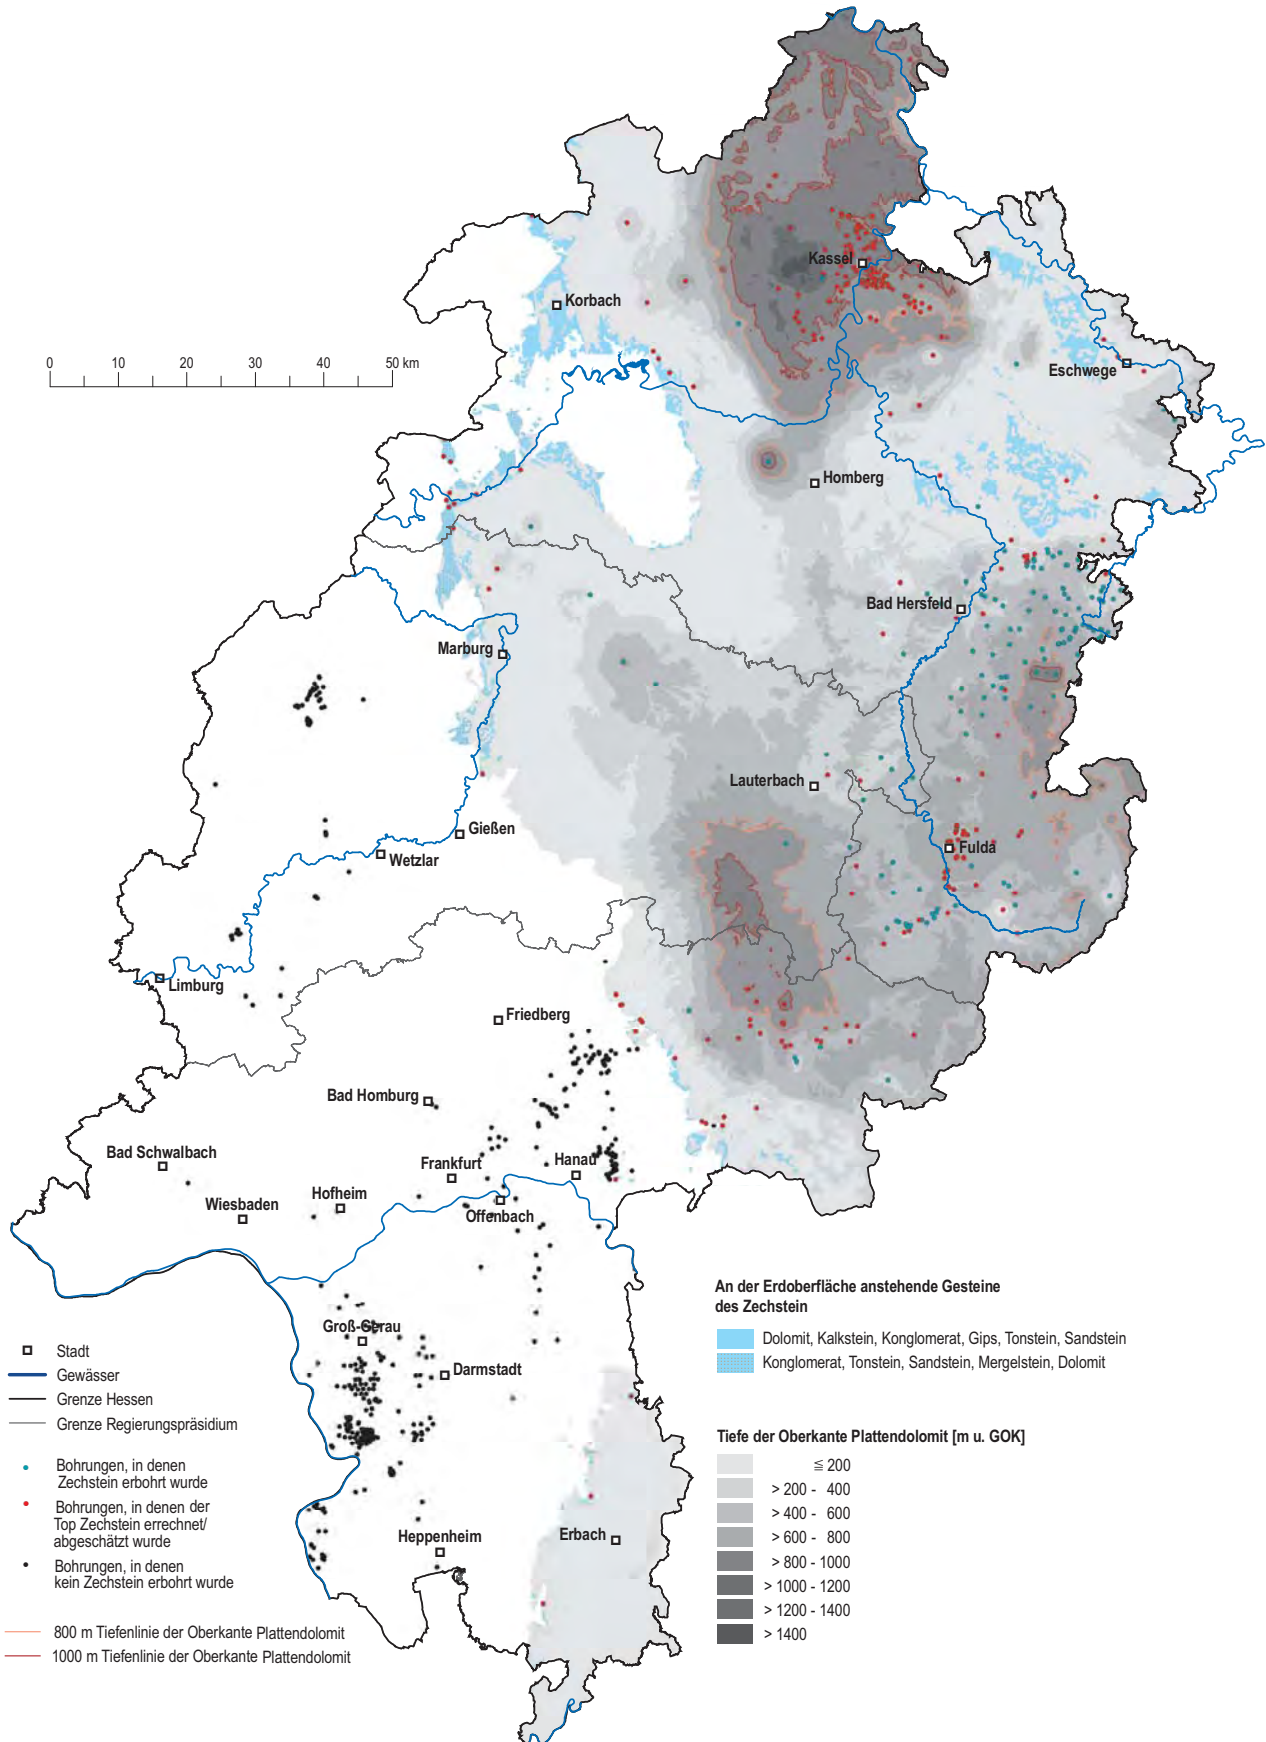 Kassel
Korbach
0 10 20 30 40 50 km
Eschwege
Homberg
Bad Hersfeld
Marburg
Lauterbach
Gießen
Fulda
Wetzlar
Limburg
Friedberg
Bad Homburg
Bad Schwalbach
Frankfurt
Hanau
Hofheim
Wiesbaden
Offenbach
Groß-Gerau
Darmstadt
Heppenheim
Erbach
Stadt
Gewässer
Grenze Hessen
Grenze Regierungspräsidium
Bohrungen, in denen
Zechstein erbohrt wurde
Bohrungen, in denen der
Top Zechstein errechnet/
abgeschätzt wurde
Bohrungen, in denen
kein Zechstein erbohrt wurde
800 m Tiefenlinie der Oberkante Plattendolomit
1000 m Tiefenlinie der Oberkante Plattendolomit
An der Erdoberfläche anstehende Gesteine
des Zechstein
Dolomit, Kalkstein, Konglomerat, Gips, Tonstein, Sandstein
Konglomerat, Tonstein, Sandstein, Mergelstein, Dolomit
Tiefe der Oberkante Plattendolomit [m u. GOK]
≦ 200
> 200 - 400
> 400 - 600
> 600 - 800
> 800 - 1000
> 1000 - 1200
> 1200 - 1400
> 1400